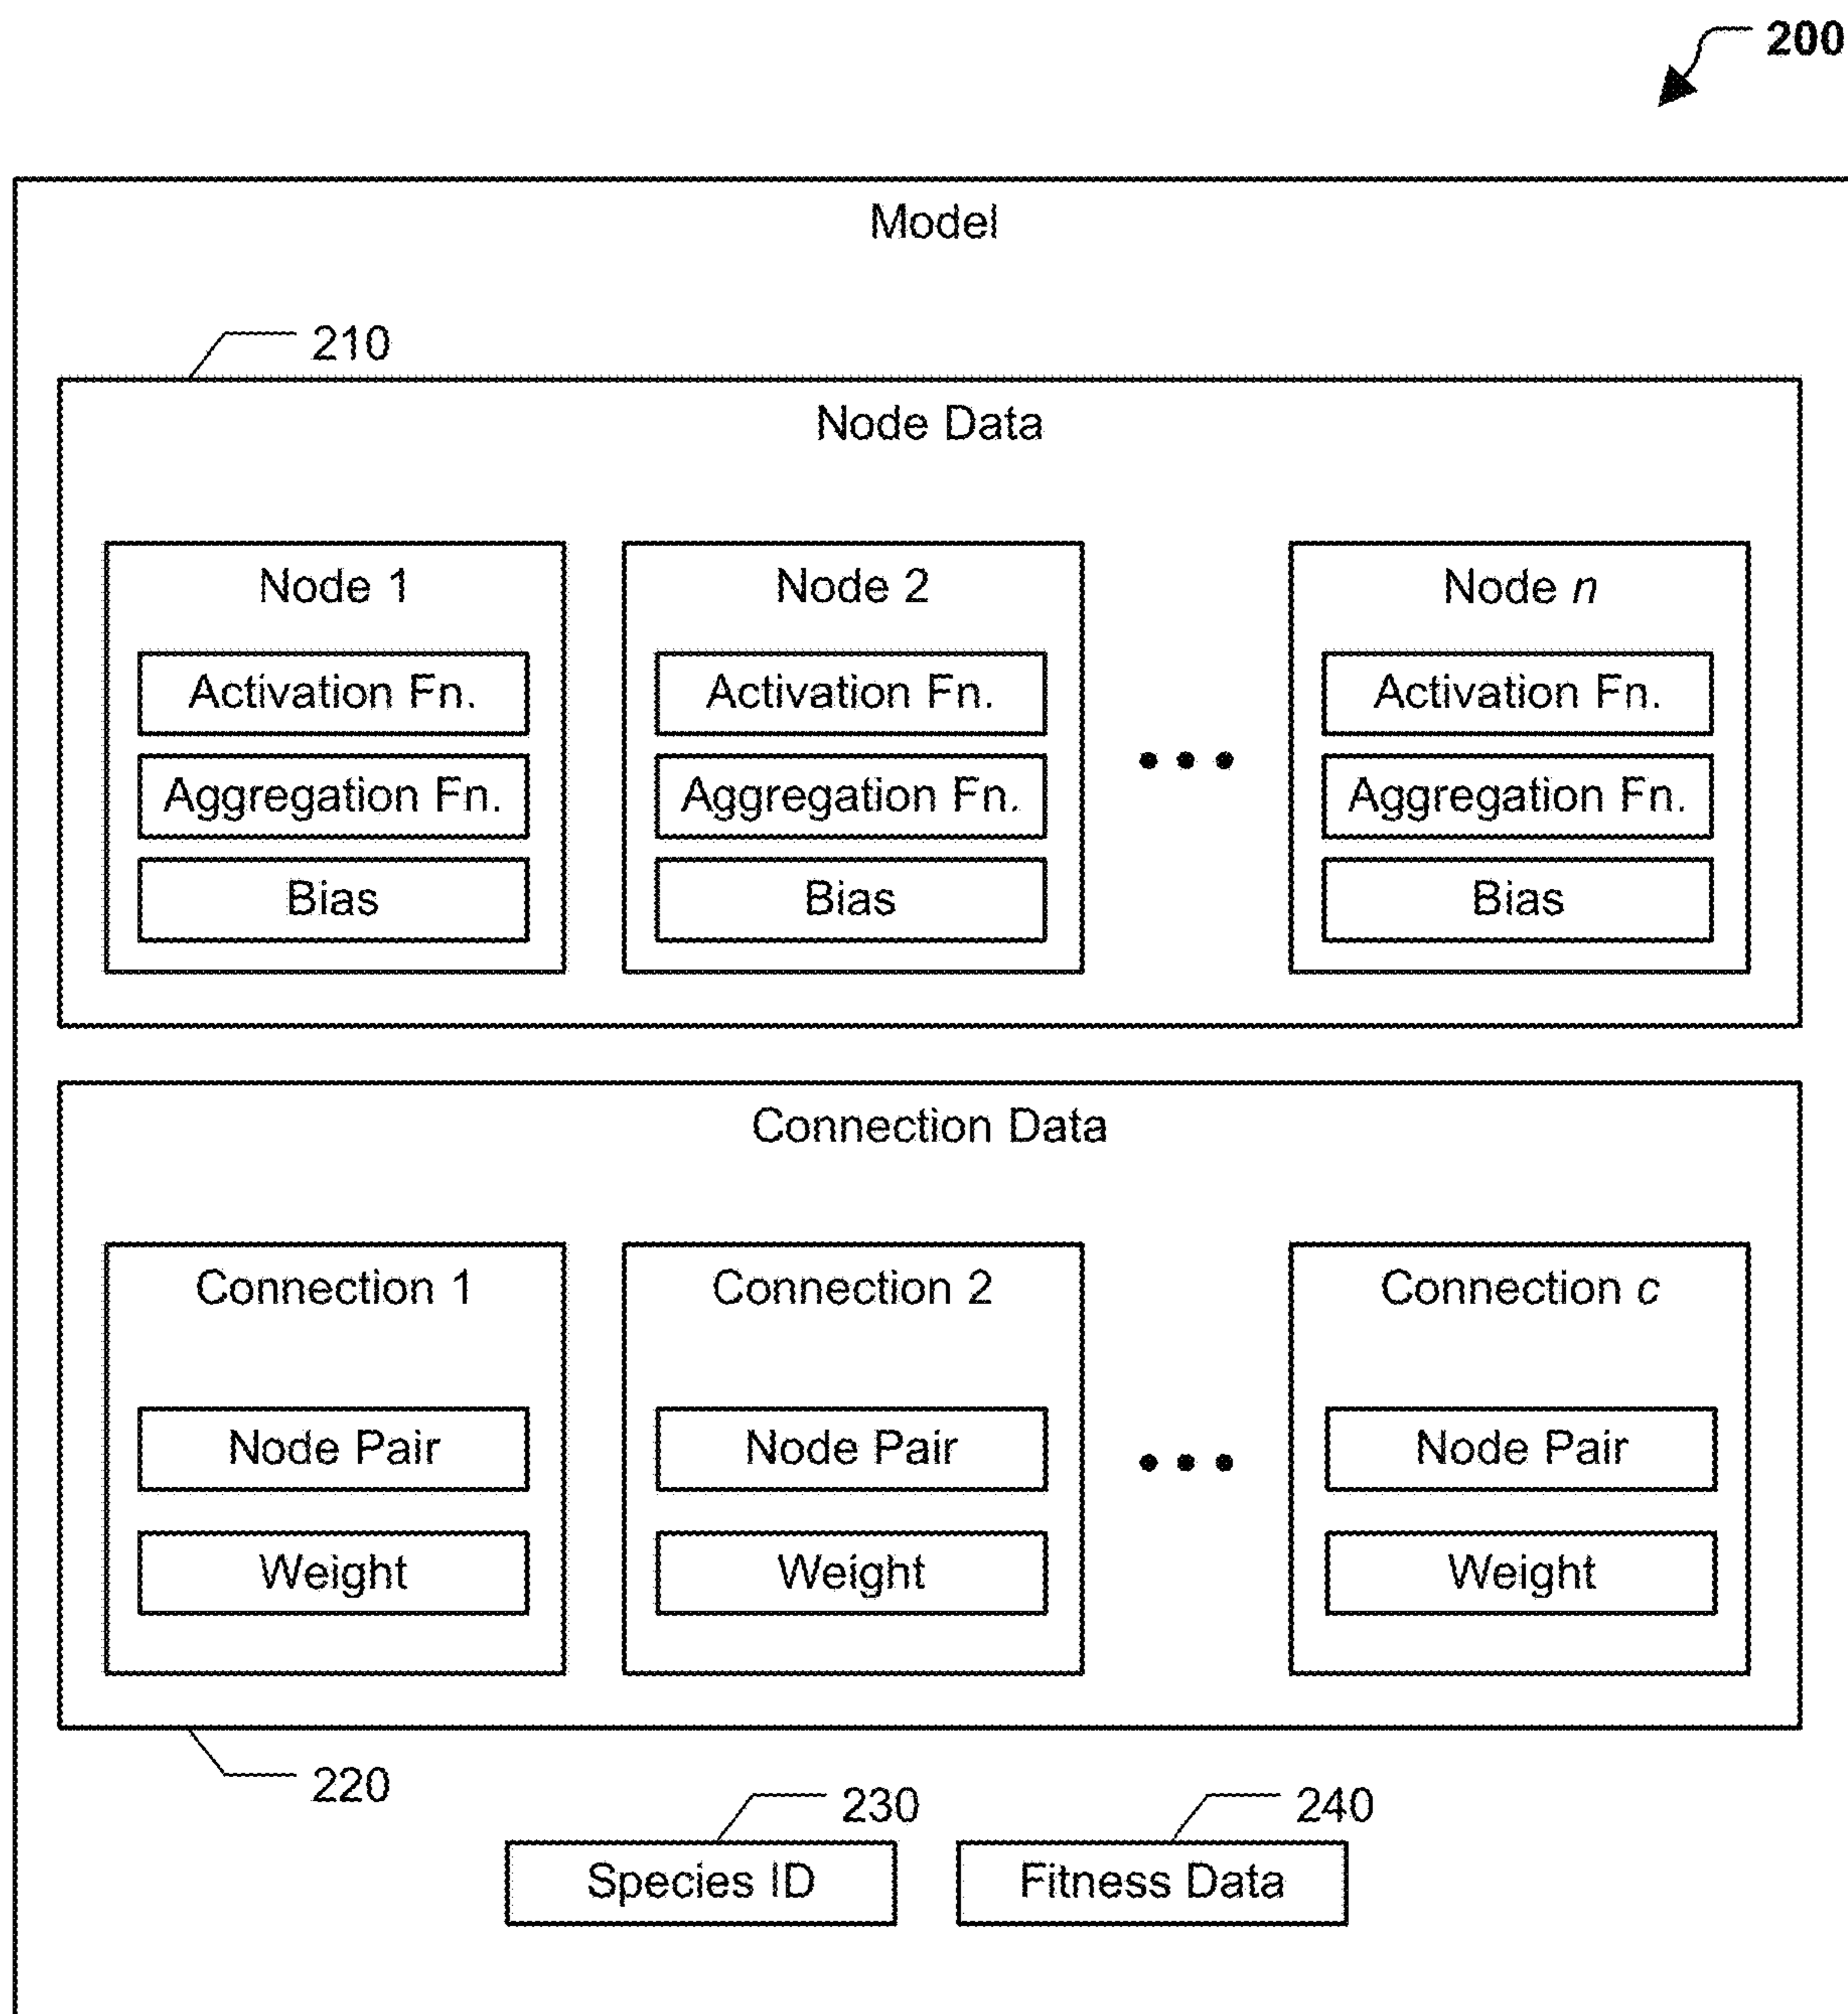 200
Model
210
Node Data
Node 1
Activation Fn.
Aggregation Fn.
Bias
Node 2
Activation Fn.
Aggregation Fn.
Bias
• • •
Node n
Activation Fn.
Aggregation Fn.
Bias
Connection Data
Connection 1
Node Pair
Weight
Connection 2
Node Pair
Weight
• • •
Connection c
Node Pair
Weight
220
230
Species ID
240
Fitness Data